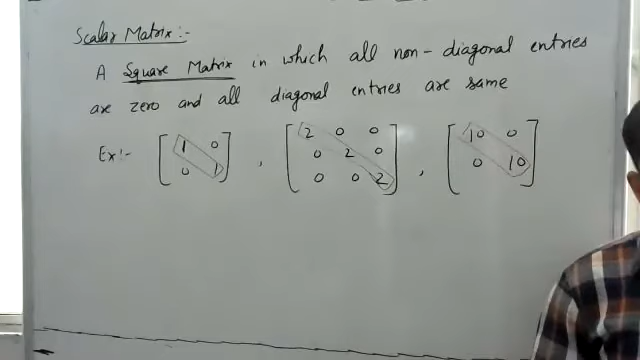 Scalar Matrix:-
A Square Matrix in which all non-diagonal entries
are zero and all diagonal entries are same
Ex:- [1 0 , [2 0 0 , [10 0
0 1] 0 2 0 0 10]
0 0 2]